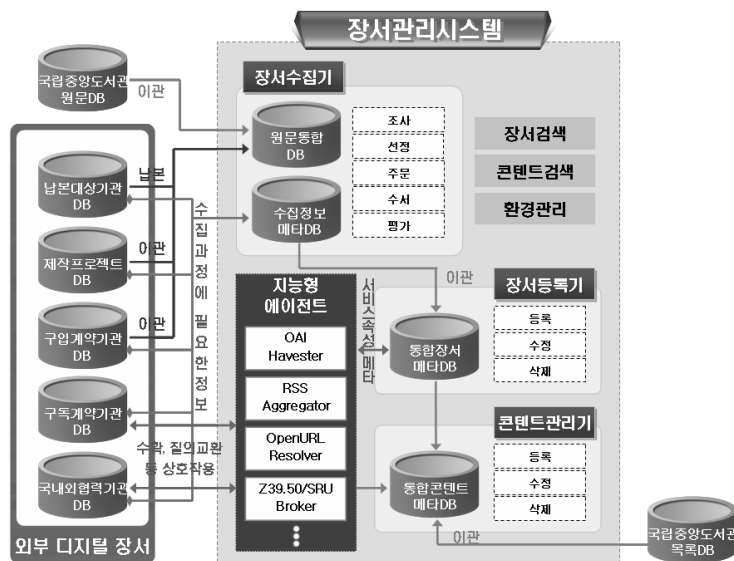 장서관리시스템
국립중앙도서관
원문DB
이관
장서수집기
원문통합
DB
조사
선정
주문
수서
평가
수집정보
메타DB
장서검색
콘텐트검색
환경관리
납본대상기관
DB
납본
제작프로젝트
DB
이관
구입계약기관
DB
이관
구독계약기관
DB
국내외협력기관
DB
외부 디지털 장서
수집과정에 필요한정보
수확, 질의교환
등 상호작용
지능형
에이전트
OAI
Havester
RSS
Aggregator
OpenURL
Resolver
Z39.50/SRU
Broker
서비스속성메타
이관
장서등록기
통합장서
메타DB
등록
수정
삭제
콘텐트관리기
통합콘텐트
메타DB
등록
수정
삭제
이관
국립중앙도서관
목록DB